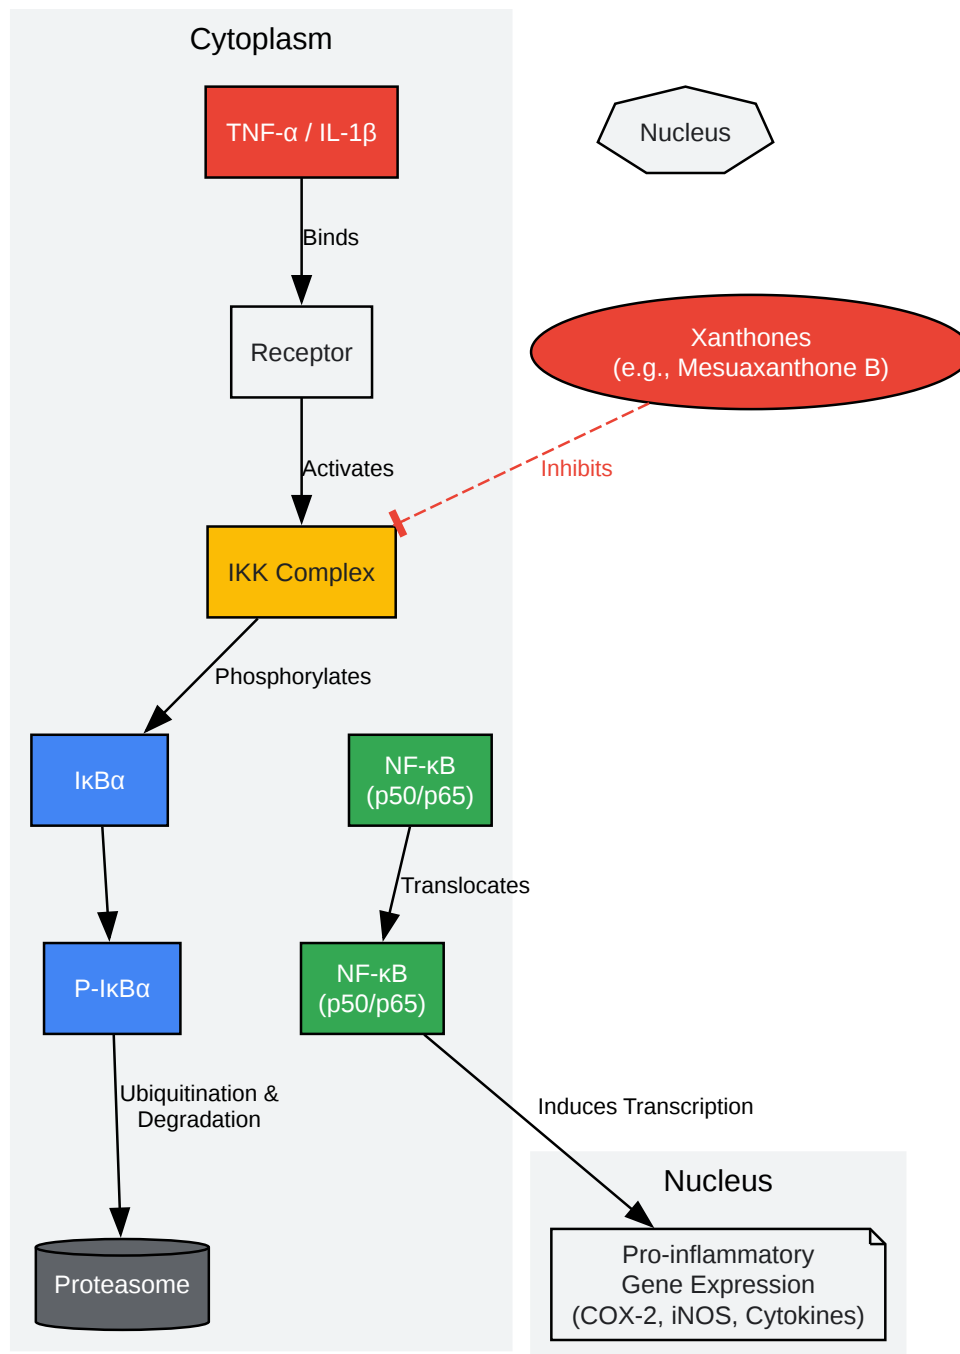 Cytoplasm
TNF-α / IL-1β
Nucleus
Binds
Receptor
Xanthones
(e.g., Mesuaxanthone B)
Activates
Inhibits
IKK Complex
Phosphorylates
IκBα
NF-κB
(p50/p65)
Translocates
P-IκBα
NF-κB
(p50/p65)
Ubiquitination &
Degradation
Induces Transcription
Nucleus
Proteasome
Pro-inflammatory
Gene Expression
(COX-2, iNOS, Cytokines)